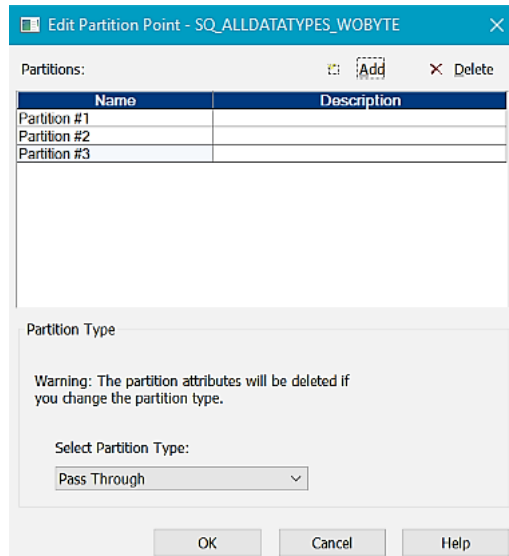 Edit Partition Point - SQ_ALLDATATYPES_WOBYTE
Partitions: Add Delete
Name Description
Partition #1
Partition #2
Partition #3
Partition Type
Warning: The partition attributes will be deleted if
you change the partition type.
Select Partition Type:
Pass Through
OK Cancel Help